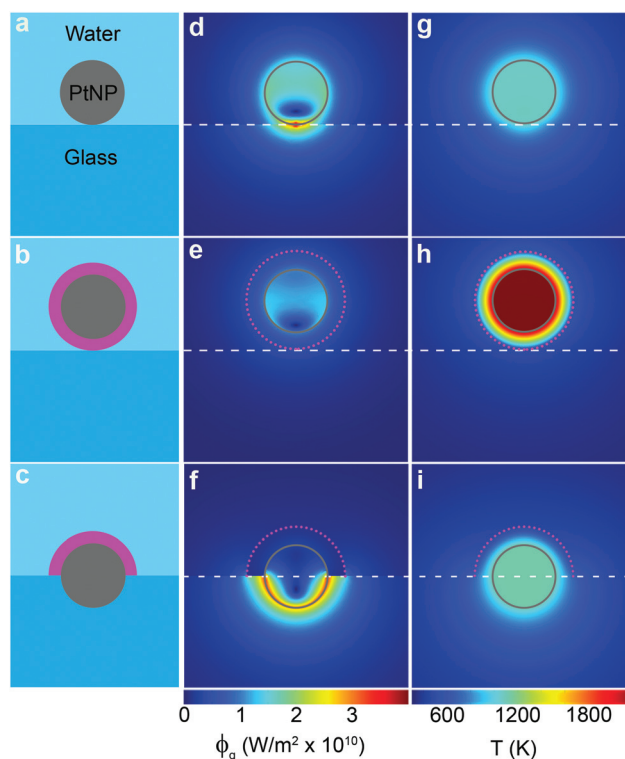 a
Water
PtNP
Glass
d
g
b
e
h
c
f
i
0 1 2 3
600 1200 1800
ϕq (W/m² x 10¹⁰)
T (K)